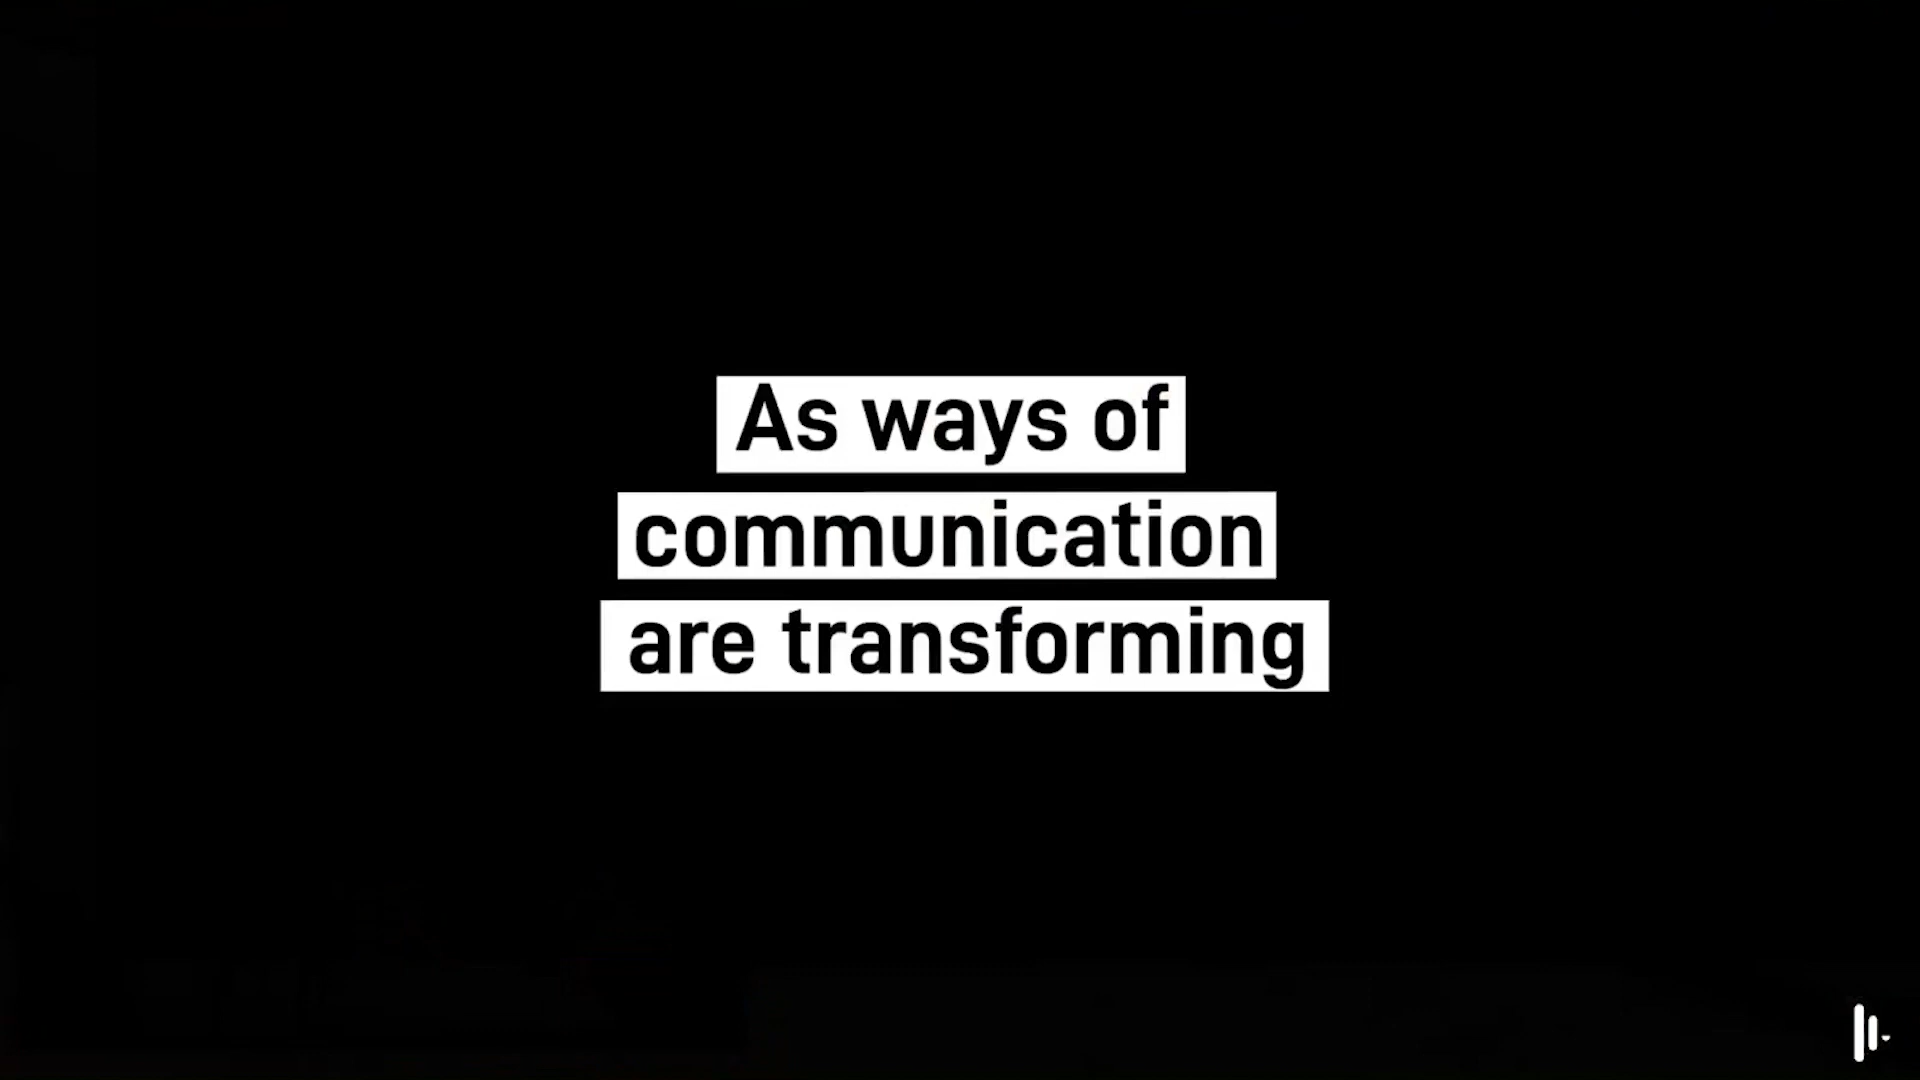 As ways of
communication
are transforming